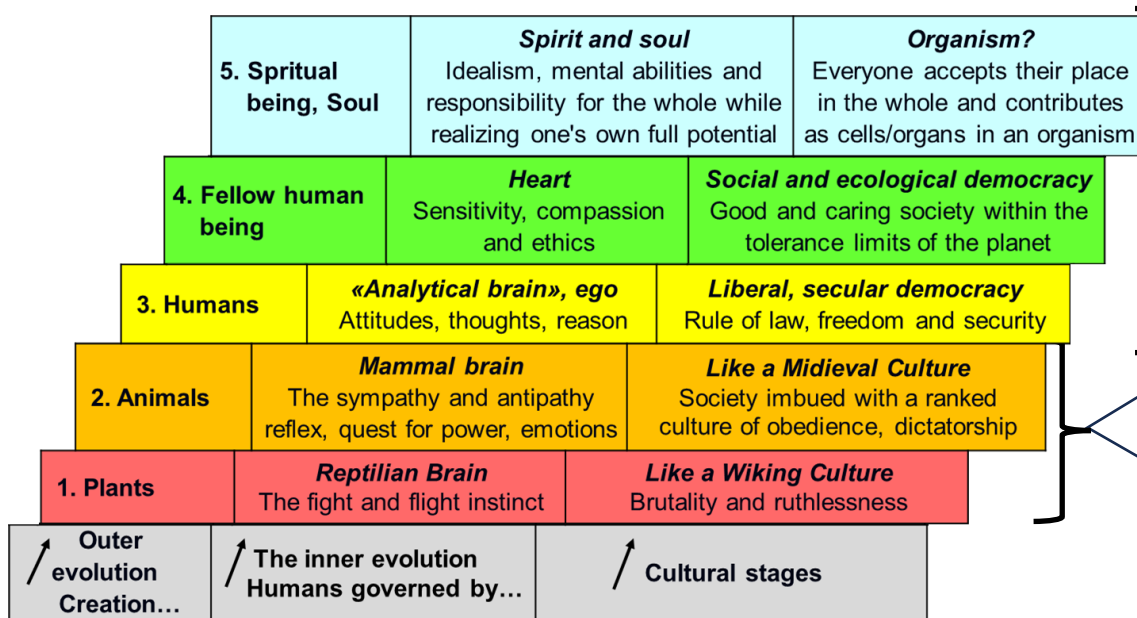 5. Spritual
being, Soul
Spirit and soul
Idealism, mental abilities and
responsibility for the whole while
realizing one's own full potential
Organism?
Everyone accepts their place
in the whole and contributes
as cells/organs in an organism
4. Fellow human
being
Heart
Sensitivity, compassion
and ethics
Social and ecological democracy
Good and caring society within the
tolerance limits of the planet
3. Humans
«Analytical brain», ego
Attitudes, thoughts, reason
Liberal, secular democracy
Rule of law, freedom and security
2. Animals
Mammal brain
The sympathy and antipathy
reflex, quest for power, emotions
Like a Midieval Culture
Society imbued with a ranked
culture of obedience, dictatorship
1. Plants
Reptilian Brain
The fight and flight instinct
Like a Wiking Culture
Brutality and ruthlessness
Outer
evolution
Creation…
The inner evolution
Humans governed by…
Cultural stages